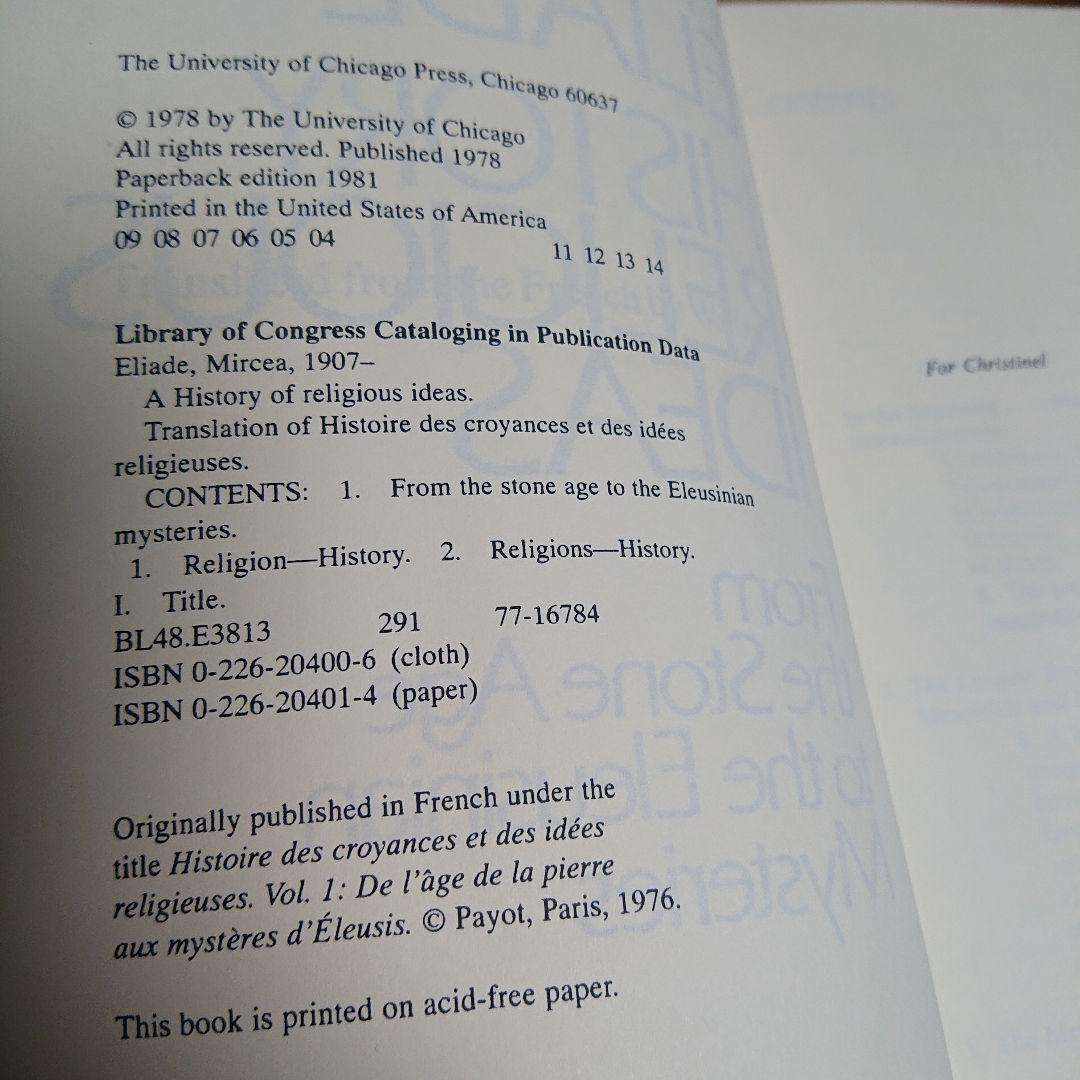 The University of Chicago Press, Chicago 60637
© 1978 by The University of Chicago
All rights reserved. Published 1978
Paperback edition 1981
Printed in the United States of America
09 08 07 06 05 04 11 12 13 14
Library of Congress Cataloging in Publication Data
Eliade, Mircea, 1907–
A History of religious ideas.
Translation of Histoire des croyances et des idées
religieuses.
CONTENTS: 1. From the stone age to the Eleusinian
mysteries.
1. Religion—History. 2. Religions—History.
I. Title.
BL48.E3813 291 77-16784
ISBN 0-226-20400-6 (cloth)
ISBN 0-226-20401-4 (paper)
Originally published in French under the
title Histoire des croyances et des idées
religieuses. Vol. 1: De l'âge de la pierre
aux mystères d'Éleusis. © Payot, Paris, 1976.
This book is printed on acid-free paper.
For Christinel